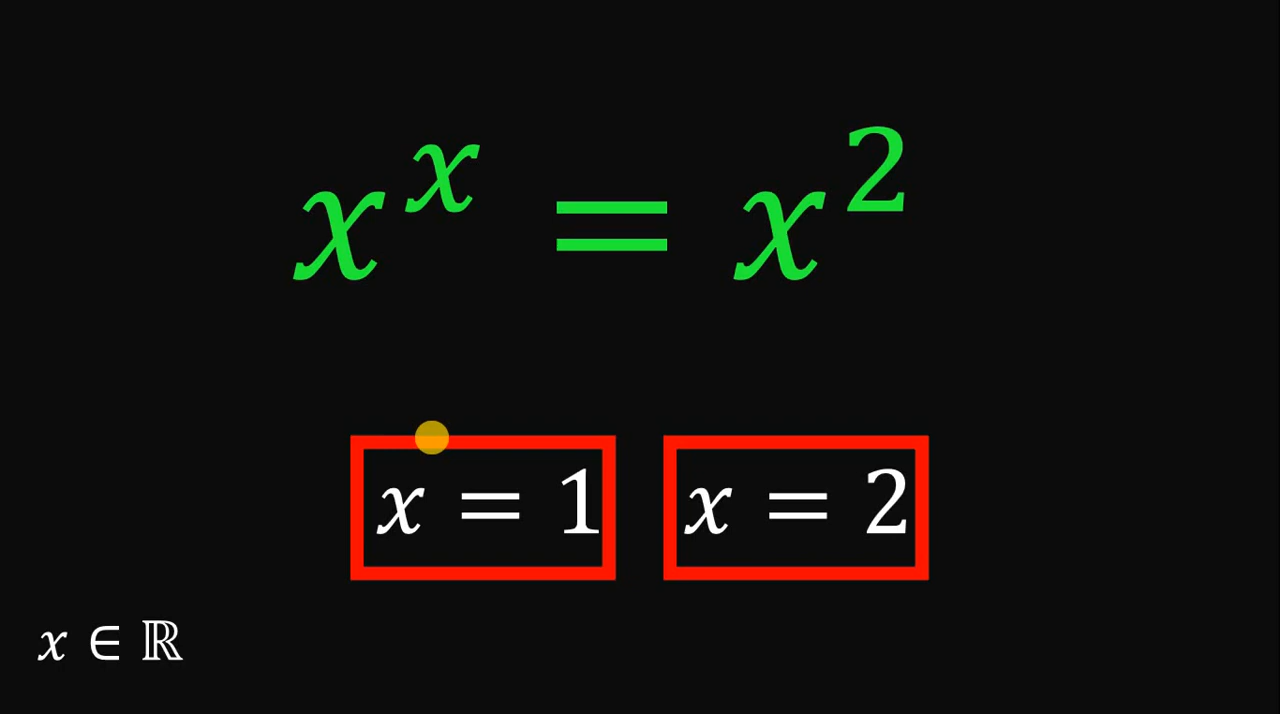 x^x = x^2
x = 1 x = 2
x ∈ ℝ